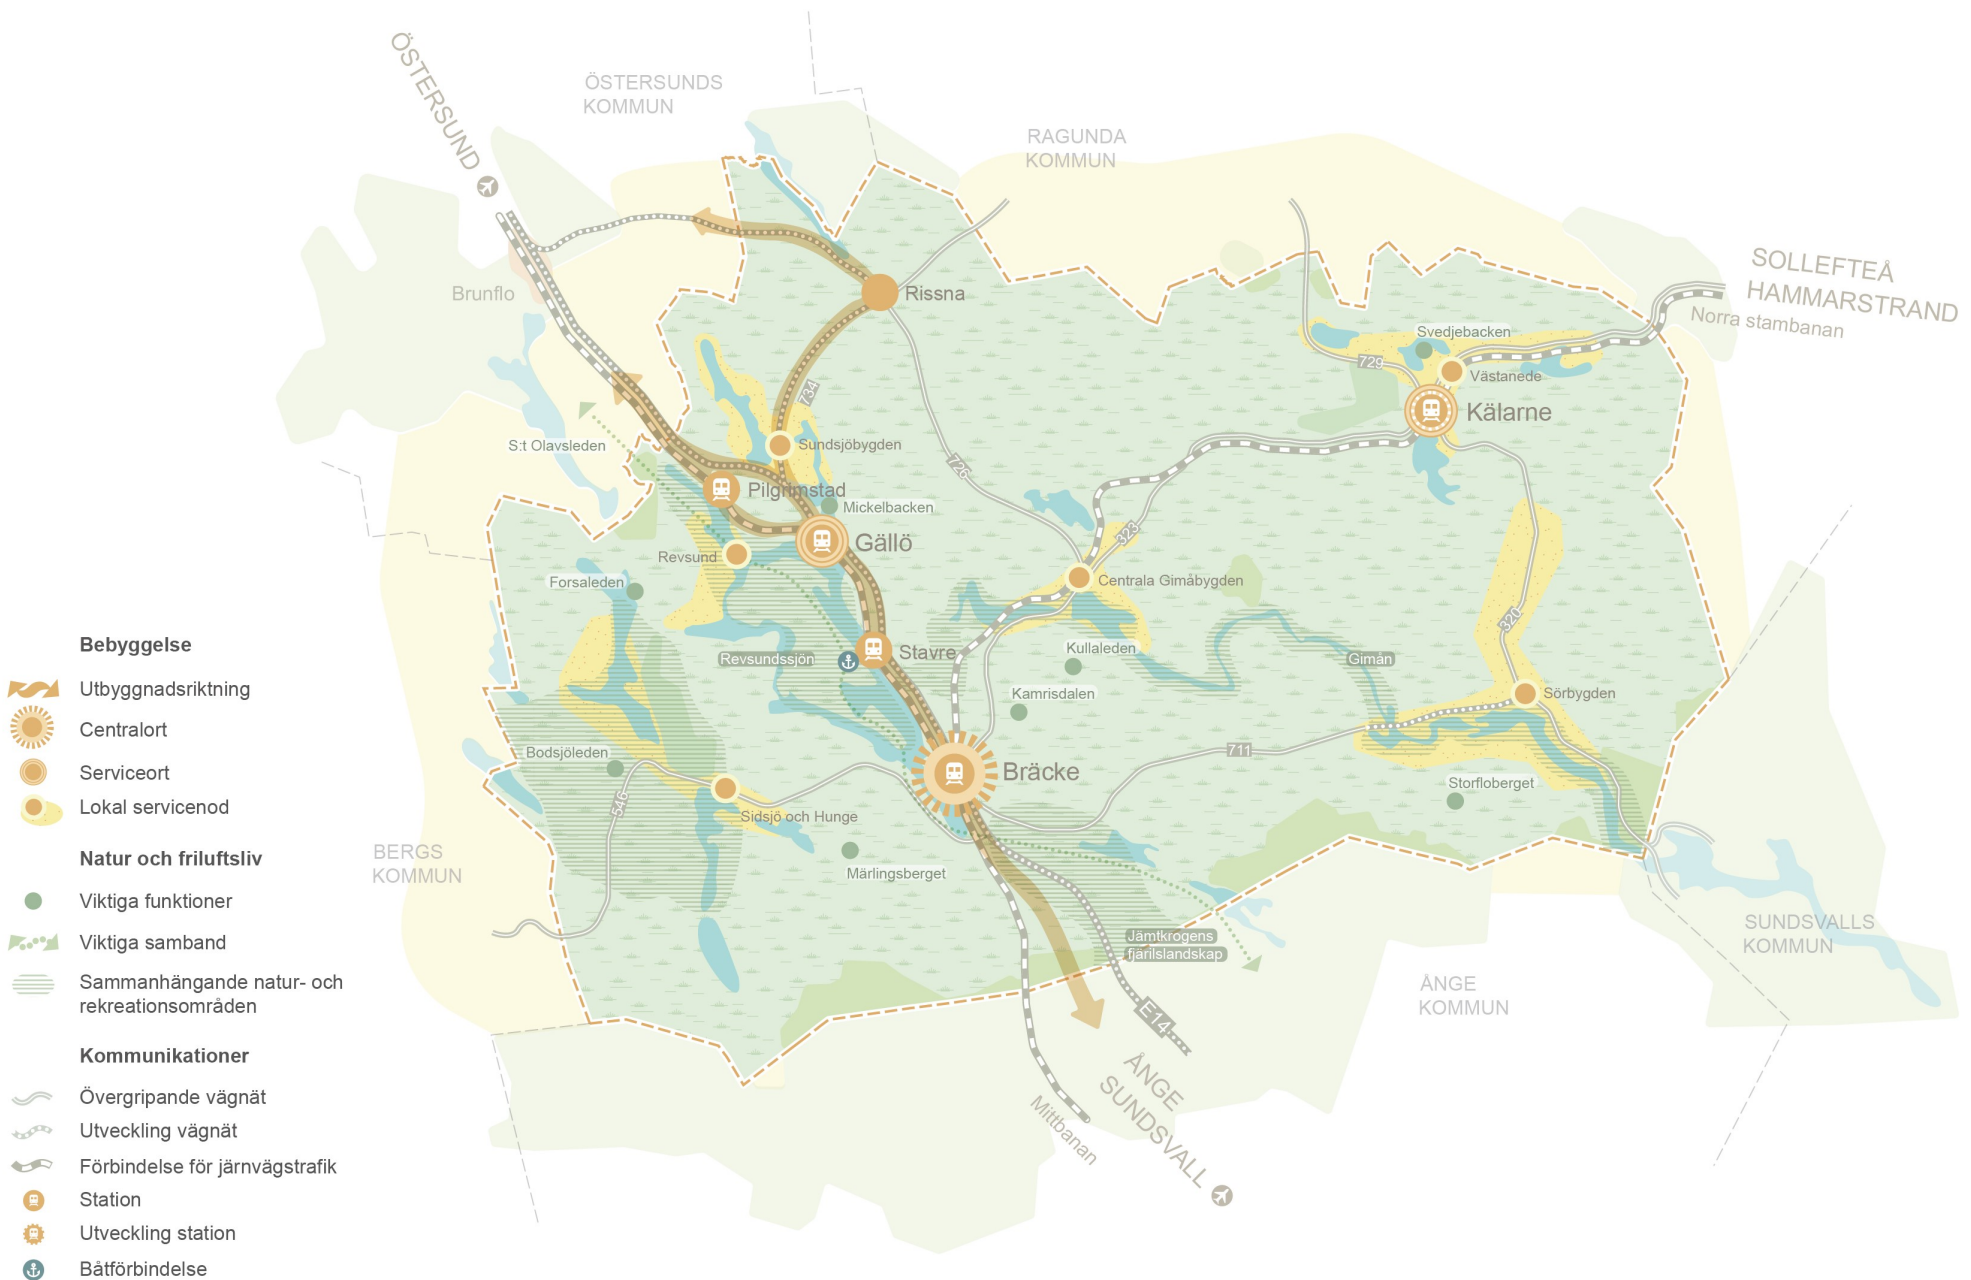 ÖSTERSUND
ÖSTERSUNDS
KOMMUN
RAGUNDA
KOMMUN
SOLLEFTEÅ
HAMMARSTRAND
Norra stambanan
Brunflo
Rissna
Svedjebacken
729
Västanede
734
Kälarne
S:t Olavsleden
Sundsjöbygden
726
Pilgrimstad
Mickelbacken
323
Gällö
Revsund
Forsaleden
Centrala Gimåbygden
320
Stavre
Kullaleden
Revsundssjön
Gimån
Kamrisdalen
Sörbygden
Bodsjöleden
711
Bräcke
Storfloberget
546
Sidsjö och Hunge
Märlingsberget
BERGS
KOMMUN
Jämtkrogens
fjärilslandskap
SUNDSVALLS
KOMMUN
ÅNGE
KOMMUN
E14
ÅNGE
SUNDSVALL
Mittbanan
Bebyggelse
Utbyggnadsriktning
Centralort
Serviceort
Lokal servicenod
Natur och friluftsliv
Viktiga funktioner
Viktiga samband
Sammanhängande natur- och
rekreationsområden
Kommunikationer
Övergripande vägnät
Utveckling vägnät
Förbindelse för järnvägstrafik
Station
Utveckling station
Båtförbindelse